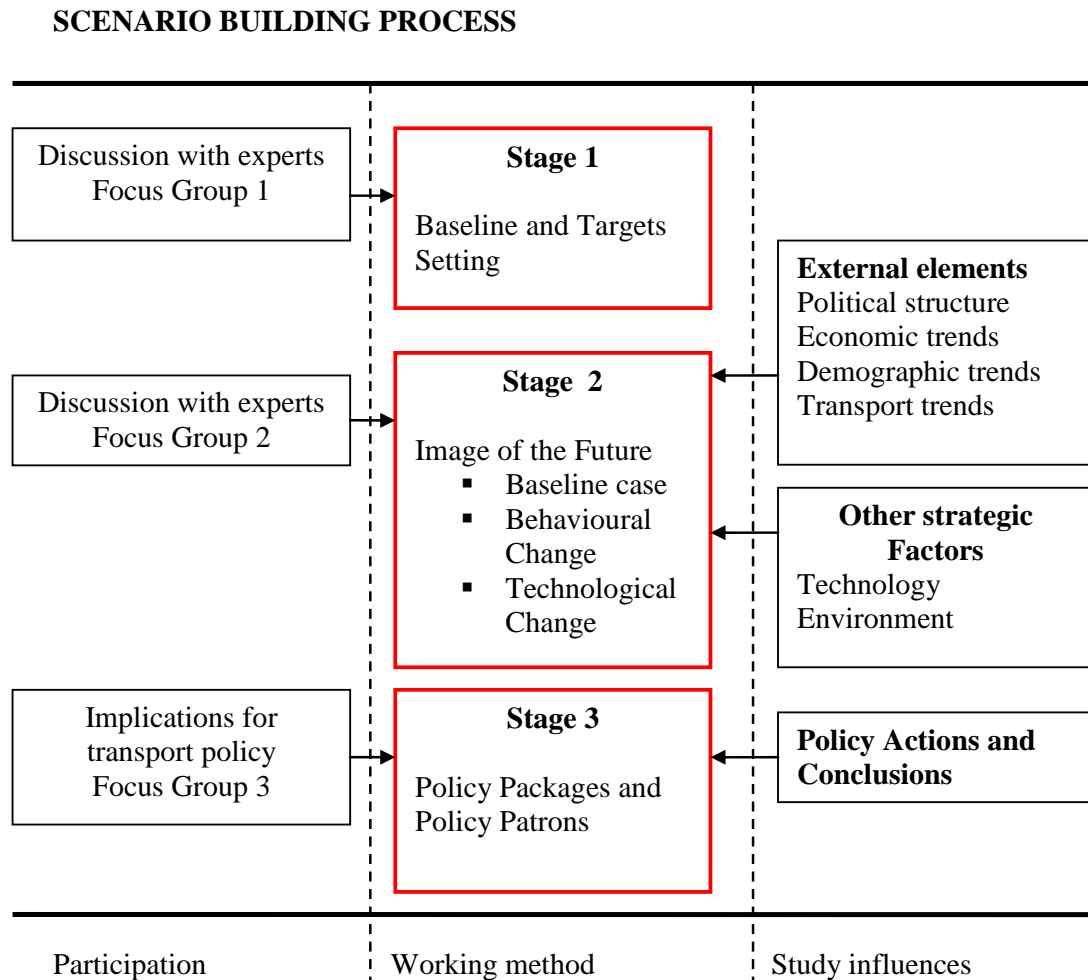 SCENARIO BUILDING PROCESS
Discussion with experts
Focus Group 1
Stage 1
Baseline and Targets
Setting
External elements
Political structure
Economic trends
Demographic trends
Transport trends
Discussion with experts
Focus Group 2
Stage 2
Image of the Future
▪ Baseline case
▪ Behavioural
Change
▪ Technological
Change
Other strategic
Factors
Technology
Environment
Implications for
transport policy
Focus Group 3
Stage 3
Policy Packages and
Policy Patrons
Policy Actions and
Conclusions
Participation
Working method
Study influences